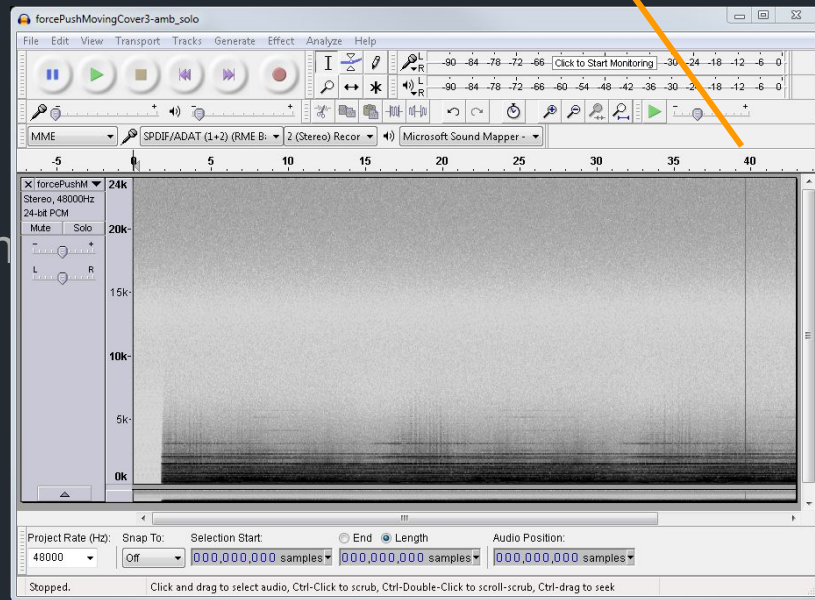 forcePushMovingCover3-amb_solo
File Edit View Transport Tracks Generate Effect Analyze Help
L R -90 -84 -78 -72 -66 Click to Start Monitoring -30 -24 -18 -12 -6 0
L R -90 -84 -78 -72 -66 -60 -54 -48 -42 -36 -30 -24 -18 -12 -6 0
- + - + - +
MME SPDIF/ADAT (1+2) (RME Ba 2 (Stereo) Recor Microsoft Sound Mapper -
-5 0 5 10 15 20 25 30 35 40
X forcePushM 24k
Stereo, 48000Hz
24-bit PCM
Mute Solo 20k
- +
L R
15k
10k
5k
0k
Project Rate (Hz): Snap To: Selection Start: End Length Audio Position:
48000 Off 000,000,000 samples 000,000,000 samples 000,000,000 samples
Stopped. Click and drag to select audio, Ctrl-Click to scrub, Ctrl-Double-Click to scroll-scrub, Ctrl-drag to seek